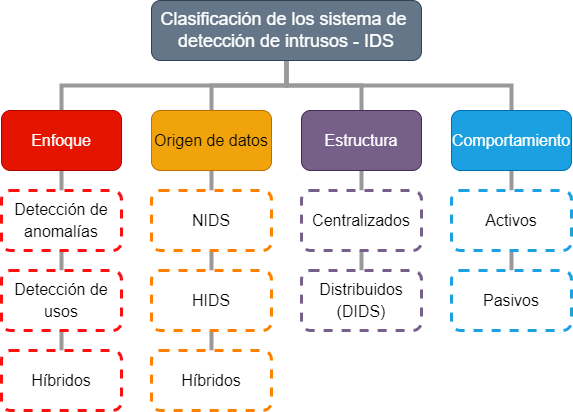 Clasificación de los sistema de
detección de intrusos - IDS
Enfoque
Origen de datos
Estructura
Comportamiento
Detección de
anomalías
NIDS
Centralizados
Activos
Detección de
usos
HIDS
Distribuidos
(DIDS)
Pasivos
Híbridos
Híbridos